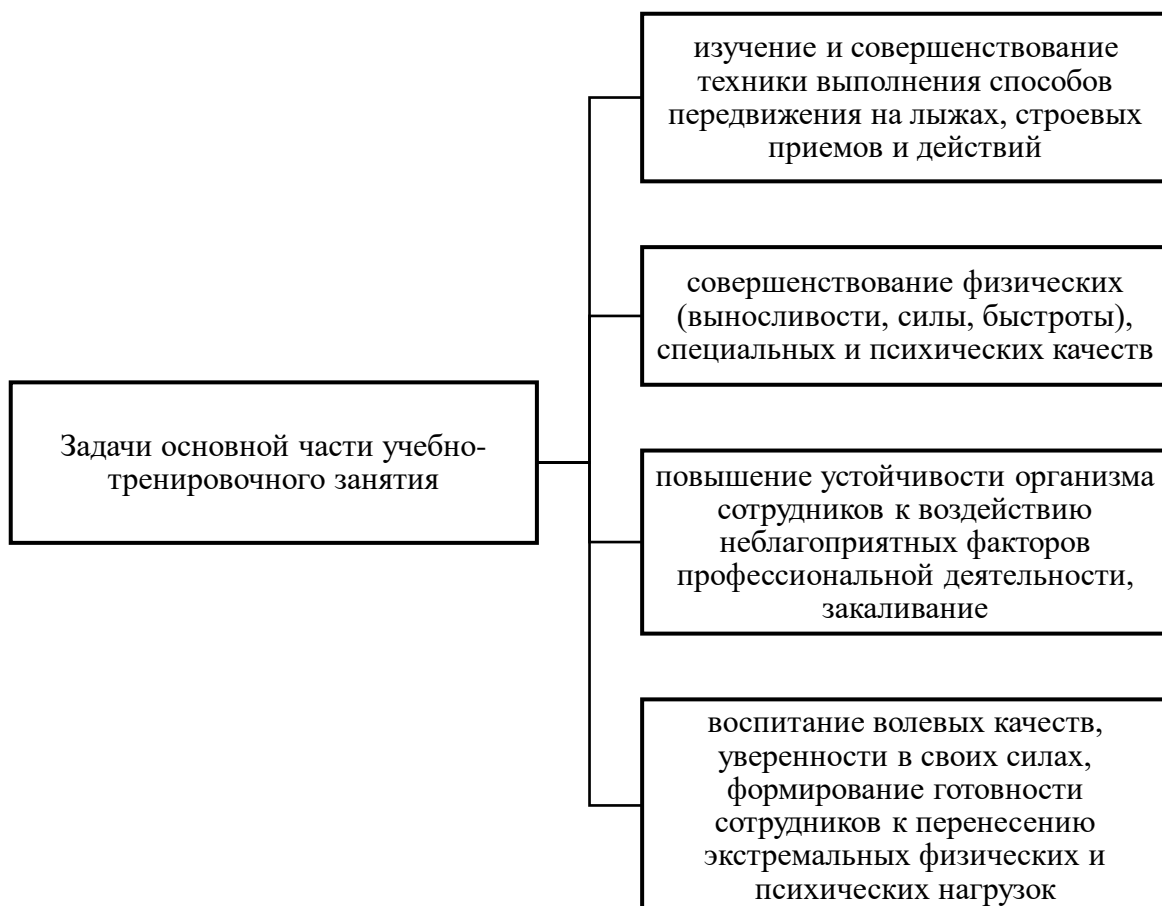 изучение и совершенствование
техники выполнения способов
передвижения на лыжах, строевых
приемов и действий
совершенствование физических
(выносливости, силы, быстроты),
специальных и психических качеств
Задачи основной части учебно-
тренировочного занятия
повышение устойчивости организма
сотрудников к воздействию
неблагоприятных факторов
профессиональной деятельности,
закаливание
воспитание волевых качеств,
уверенности в своих силах,
формирование готовности
сотрудников к перенесению
экстремальных физических и
психических нагрузок